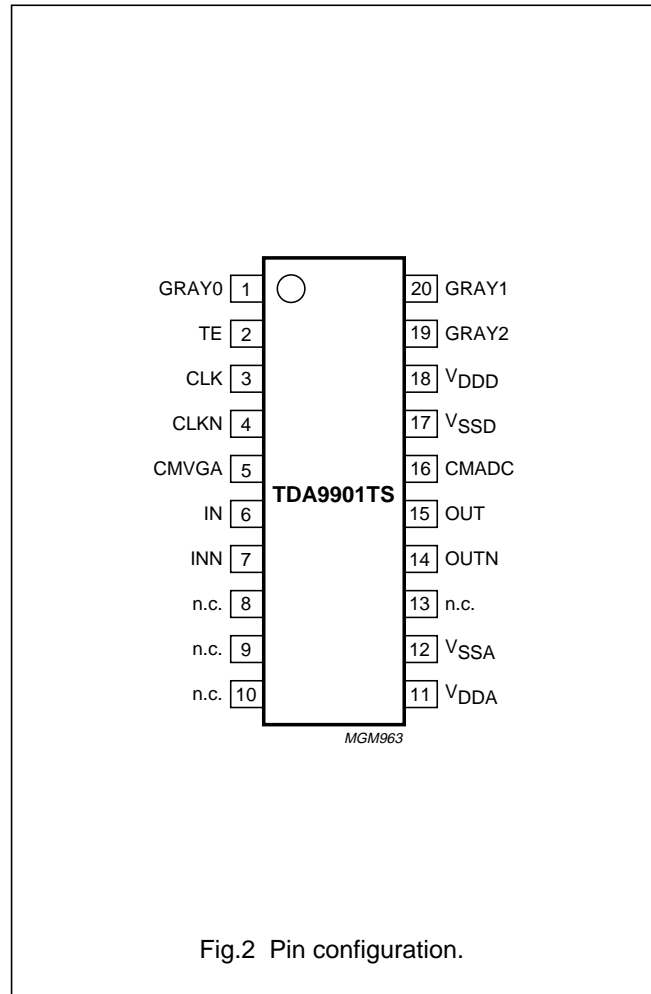 GRAY0 1 20 GRAY1
TE 2 19 GRAY2
CLK 3 18 VDDD
CLKN 4 17 VSSD
CMVGA 5 16 CMADC
TDA9901TS
IN 6 15 OUT
INN 7 14 OUTN
n.c. 8 13 n.c.
n.c. 9 12 VSSA
n.c. 10 11 VDDA
MGM963
Fig.2 Pin configuration.